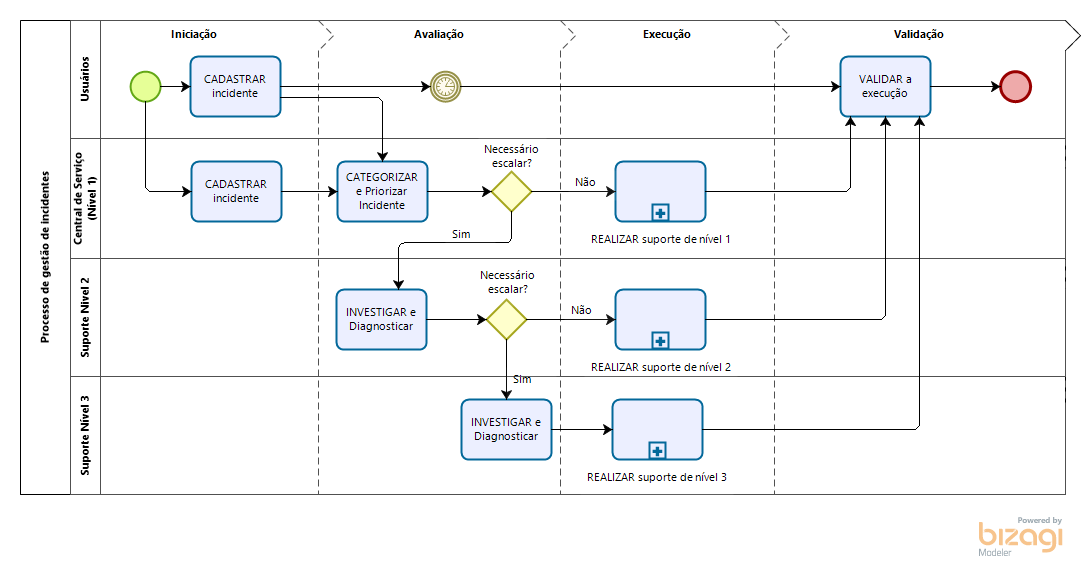 Processo de gestão de incidentes
Iniciação
Avaliação
Execução
Validação
Usuários
CADASTRAR
incidente
VALIDAR a
execução
Central de Serviço
(Nível 1)
CADASTRAR
incidente
CATEGORIZAR
e Priorizar
Incidente
Necessário
escalar?
Não
Sim
REALIZAR suporte de nível 1
Suporte Nível 2
INVESTIGAR e
Diagnosticar
Necessário
escalar?
Não
Sim
REALIZAR suporte de nível 2
Suporte Nível 3
INVESTIGAR e
Diagnosticar
REALIZAR suporte de nível 3
Powered by
bizagi
Modeler